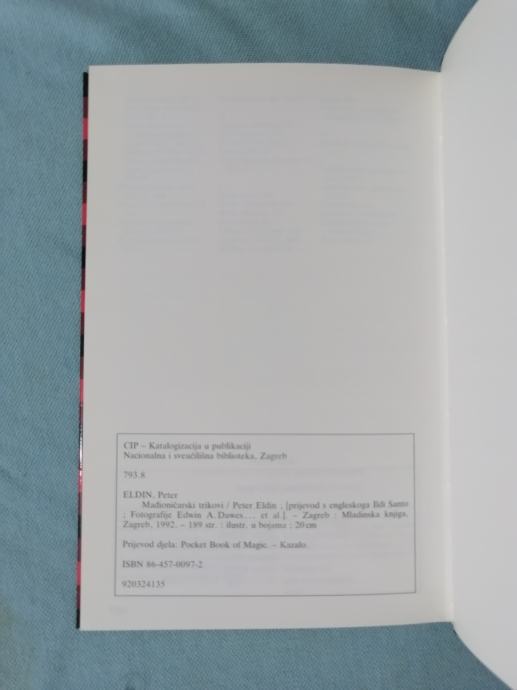 CIP – Katalogizacija u publikaciji
Nacionalna i sveučilišna biblioteka, Zagreb
793.8
ELDIN, Peter
Mađioničarski trikovi / Peter Eldin ; [prijevod s engleskoga Ildi Santo
; Fotografije Edwin A. Dawes... et al.]. – Zagreb : Mladinska knjiga,
Zagreb, 1992. – 189 str. : ilustr. u bojama ; 20 cm
Prijevod djela: Pocket Book of Magic. – Kazalo.
ISBN 86-457-0097-2
920324135